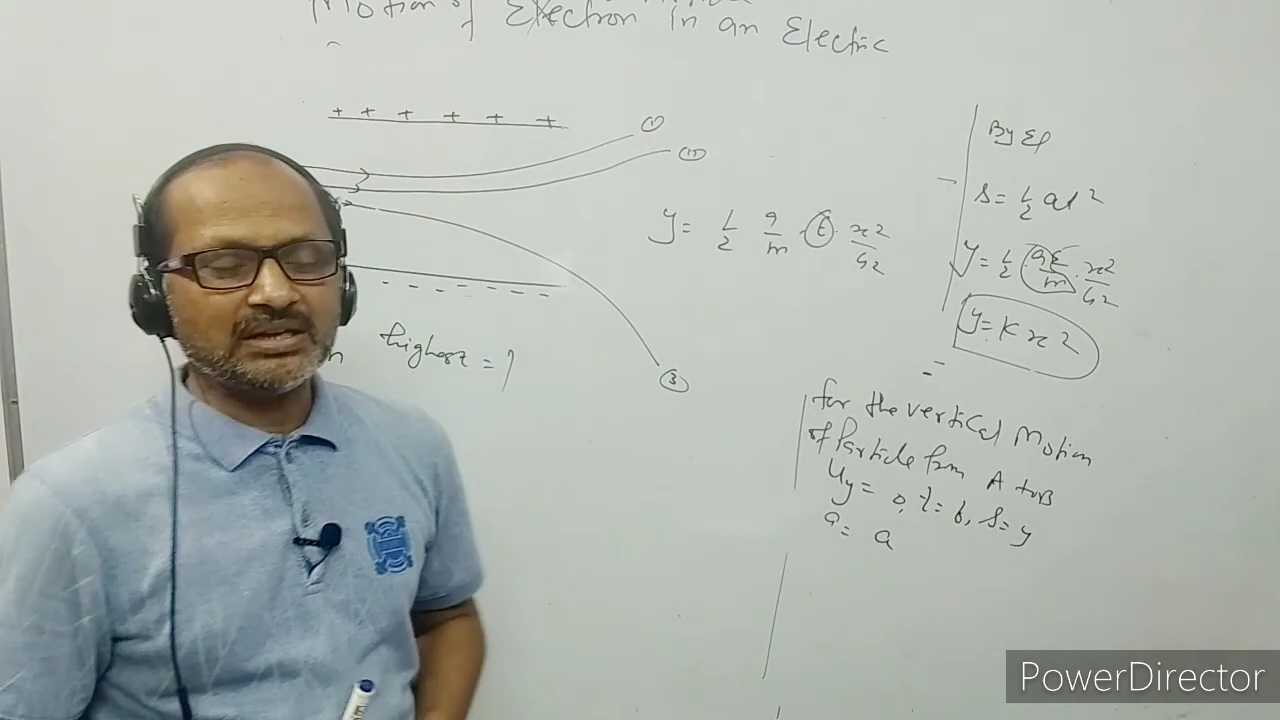 Motion of Electron in an Electric
+ + + + + +
①
⑪
③
- - - - - - -
highest = ?
y = 1/2 q/m . E . x²/u²
By Eq
s = 1/2 at²
y = 1/2 qE/m . x²/u²
y = Kx²
for the vertical Motion
of Particle from A to B
Uy = 0, t = t, s = y
a = a
PowerDirector